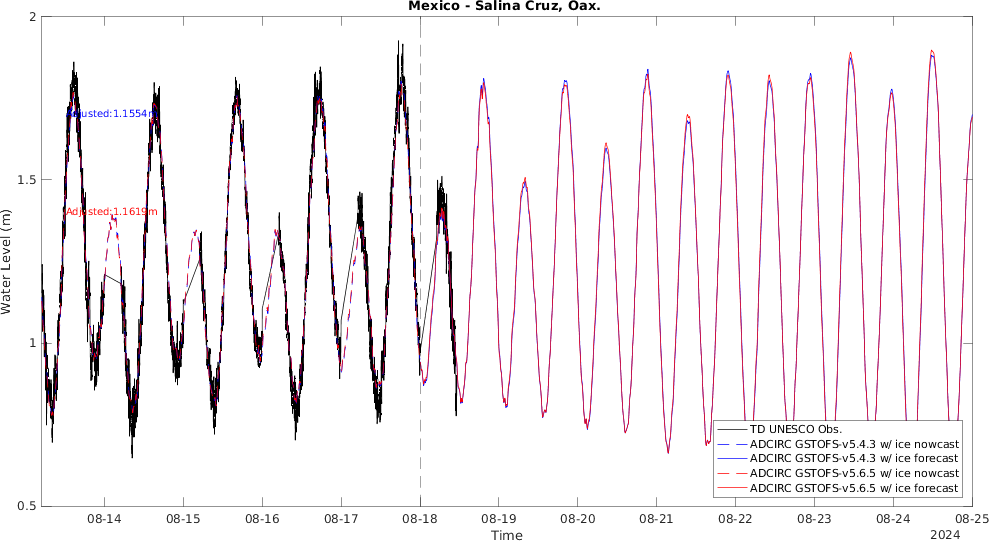 Mexico - Salina Cruz, Oax.
2
1.5
1
0.5
Water Level (m)
Adjusted:1.1554m
Adjusted:1.1619m
TD UNESCO Obs.
ADCIRC GSTOFS-v5.4.3 w/ ice nowcast
ADCIRC GSTOFS-v5.4.3 w/ ice forecast
ADCIRC GSTOFS-v5.6.5 w/ ice nowcast
ADCIRC GSTOFS-v5.6.5 w/ ice forecast
08-14 08-15 08-16 08-17 08-18 08-19 08-20 08-21 08-22 08-23 08-24 08-25
Time
2024